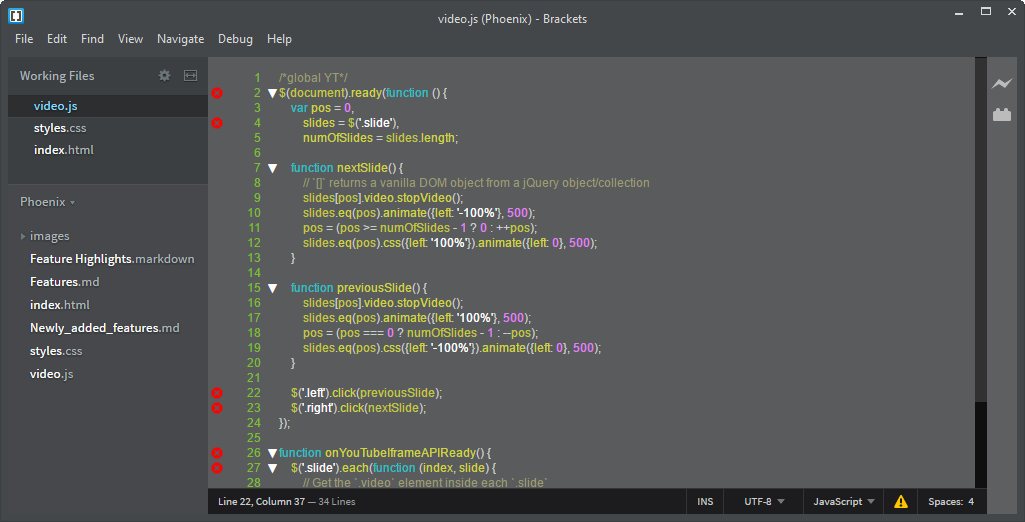 video.js (Phoenix) - Brackets
File Edit Find View Navigate Debug Help
Working Files
video.js
styles.css
index.html
Phoenix
images
Feature Highlights.markdown
Features.md
index.html
Newly_added_features.md
styles.css
video.js
1 /*global YT*/
2 $(document).ready(function () {
3 var pos = 0,
4 slides = $('.slide'),
5 numOfSlides = slides.length;
6
7 function nextSlide() {
8 // `[]` returns a vanilla DOM object from a jQuery object/collection
9 slides[pos].video.stopVideo();
10 slides.eq(pos).animate({left: '-100%'}, 500);
11 pos = (pos >= numOfSlides - 1 ? 0 : ++pos);
12 slides.eq(pos).css({left: '100%'}).animate({left: 0}, 500);
13 }
14
15 function previousSlide() {
16 slides[pos].video.stopVideo();
17 slides.eq(pos).animate({left: '100%'}, 500);
18 pos = (pos === 0 ? numOfSlides - 1 : --pos);
19 slides.eq(pos).css({left: '-100%'}).animate({left: 0}, 500);
20 }
21
22 $('.left').click(previousSlide);
23 $('.right').click(nextSlide);
24 });
25
26 function onYouTubeIframeAPIReady() {
27 $('.slide').each(function (index, slide) {
28 // Get the `.video` element inside each `.slide`
Line 22, Column 37 — 34 Lines INS UTF-8 JavaScript Spaces: 4